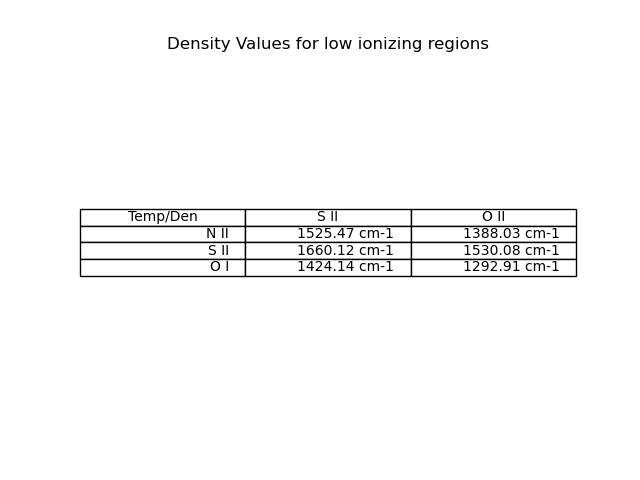 Density Values for low ionizing regions
Temp/Den S II O II
N II 1525.47 cm-1 1388.03 cm-1
S II 1660.12 cm-1 1530.08 cm-1
O I 1424.14 cm-1 1292.91 cm-1